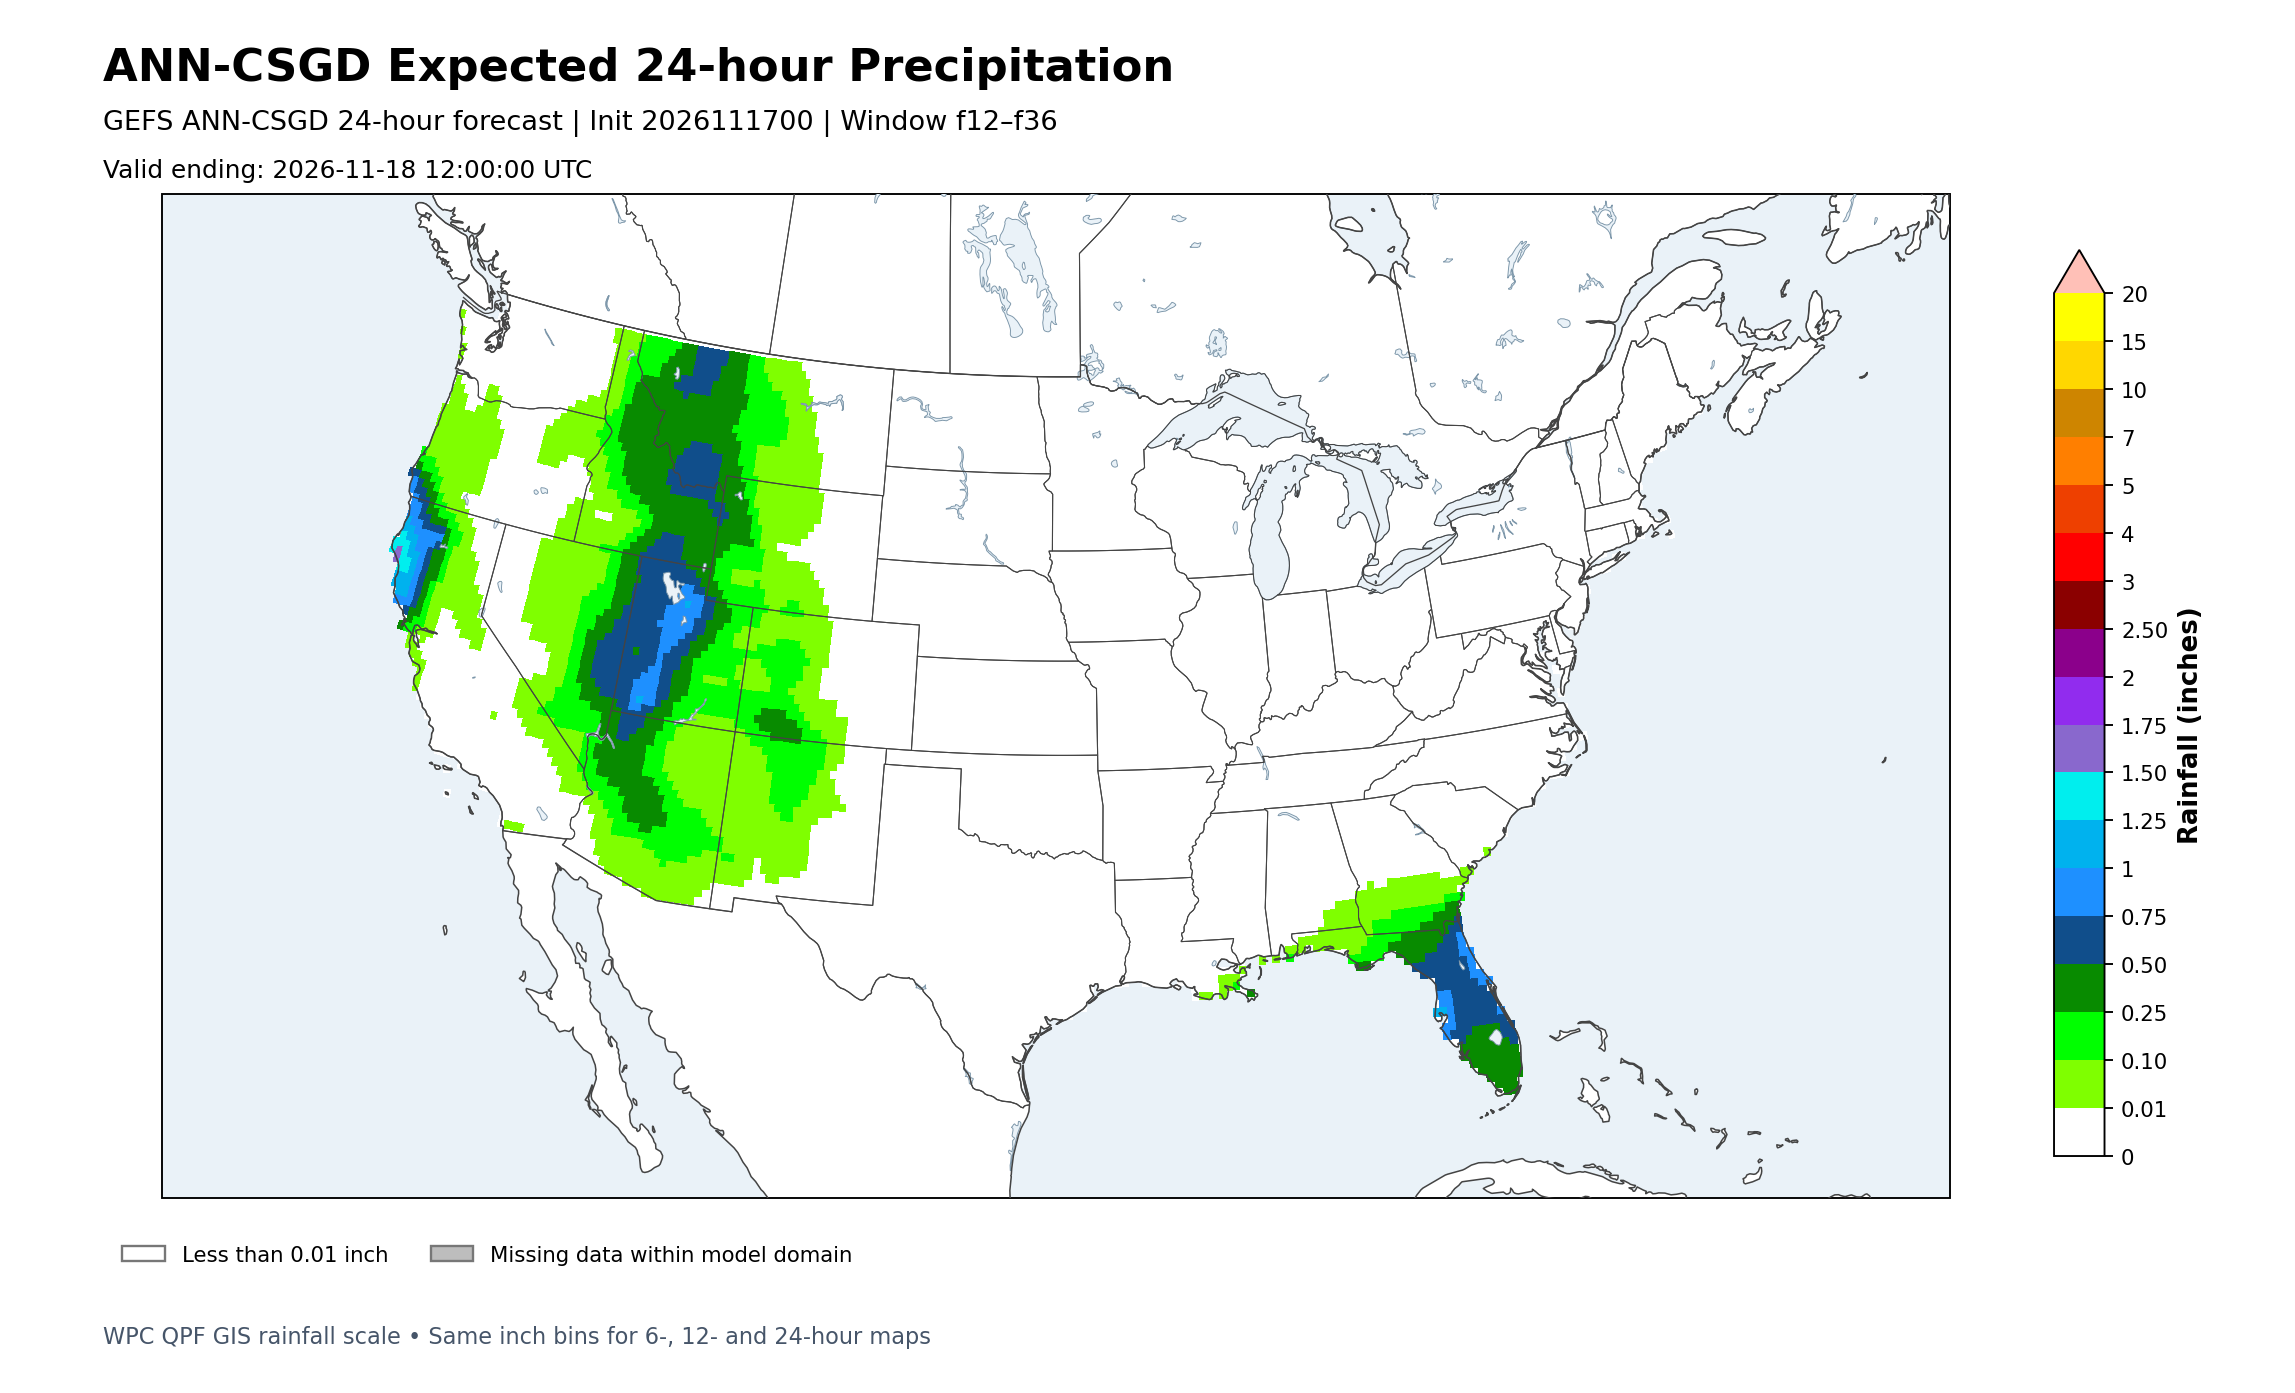 ANN-CSGD Expected 24-hour Precipitation
GEFS ANN-CSGD 24-hour forecast | Init 2026111700 | Window f12–f36
Valid ending: 2026-11-18 12:00:00 UTC
20
15
10
7
5
4
3
2.50
2
1.75
1.50
1.25
1
0.75
0.50
0.25
0.10
0.01
0
Rainfall (inches)
Less than 0.01 inch
Missing data within model domain
WPC QPF GIS rainfall scale • Same inch bins for 6-, 12- and 24-hour maps